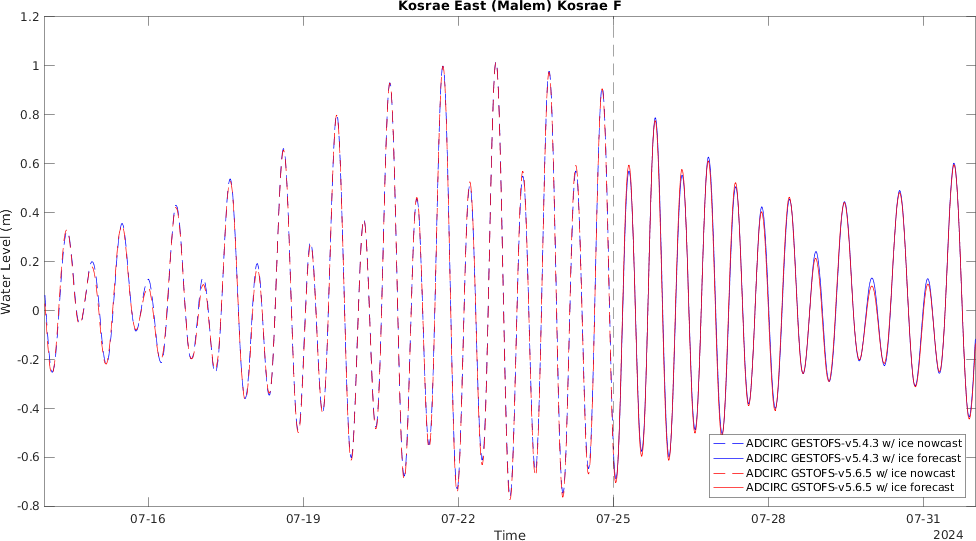 Kosrae East (Malem) Kosrae F
1.2
1
0.8
0.6
0.4
0.2
0
-0.2
-0.4
-0.6
-0.8
Water Level (m)
07-16
07-19
07-22
07-25
07-28
07-31
Time
2024
ADCIRC GESTOFS-v5.4.3 w/ ice nowcast
ADCIRC GESTOFS-v5.4.3 w/ ice forecast
ADCIRC GSTOFS-v5.6.5 w/ ice nowcast
ADCIRC GSTOFS-v5.6.5 w/ ice forecast